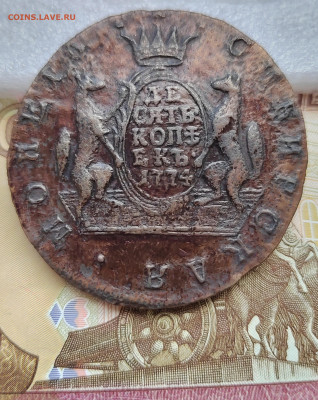 COINS.LAVE.RU
СИБИРСКАЯ МОНЕТА
ДЕ
СЯТЬ
КОПѢ
ЕКЪ
1774